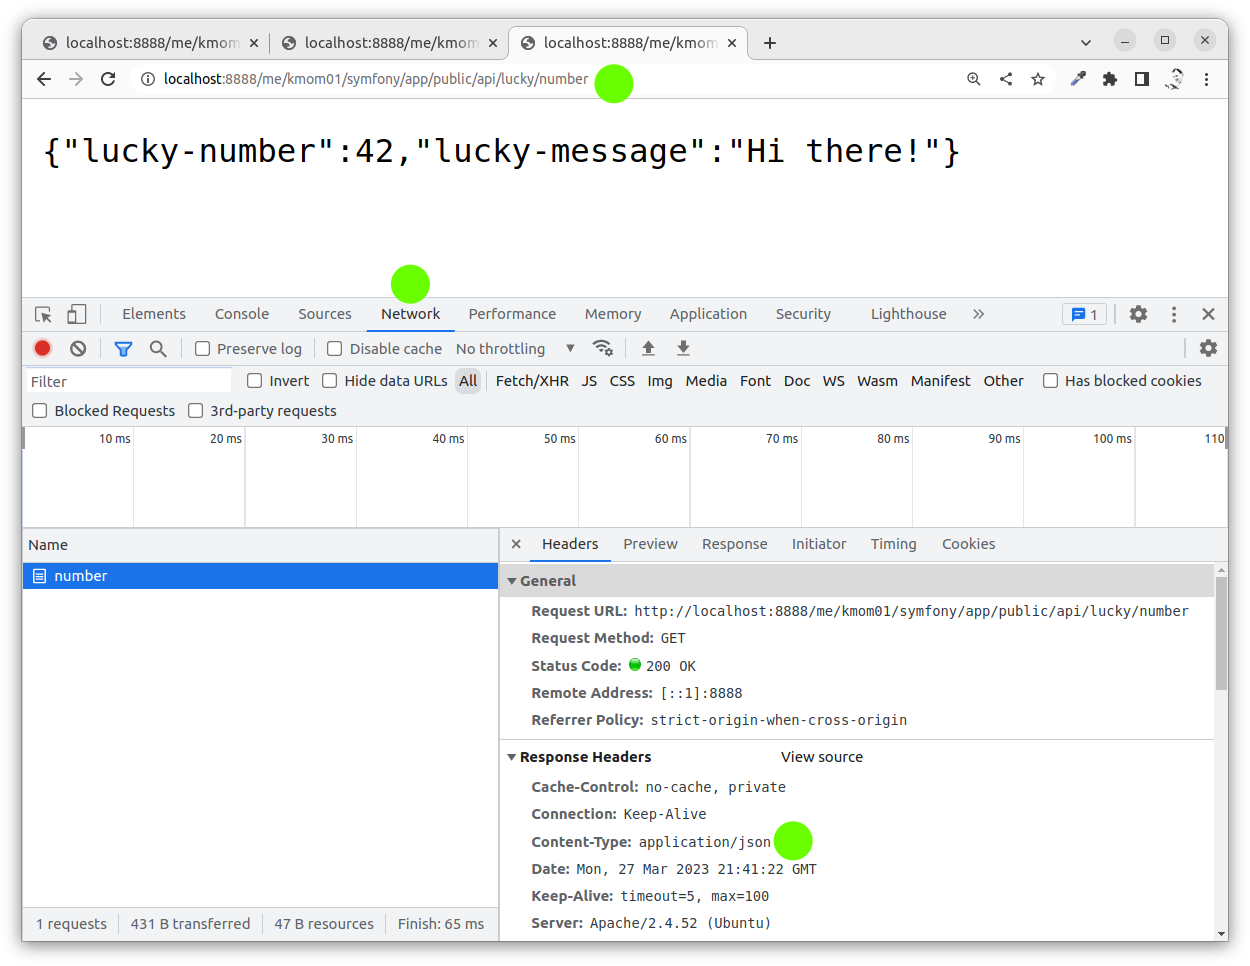 localhost:8888/me/kmom localhost:8888/me/kmom localhost:8888/me/kmom
localhost:8888/me/kmom01/symfony/app/public/api/lucky/number
{"lucky-number":42,"lucky-message":"Hi there!"}
Elements Console Sources Network Performance Memory Application Security Lighthouse » 1
Preserve log Disable cache No throttling
Filter Invert Hide data URLs All Fetch/XHR JS CSS Img Media Font Doc WS Wasm Manifest Other Has blocked cookies
Blocked Requests 3rd-party requests
10 ms 20 ms 30 ms 40 ms 50 ms 60 ms 70 ms 80 ms 90 ms 100 ms 110
Name
number
1 requests 431 B transferred 47 B resources Finish: 65 ms
Headers Preview Response Initiator Timing Cookies
General
Request URL: http://localhost:8888/me/kmom01/symfony/app/public/api/lucky/number
Request Method: GET
Status Code: 200 OK
Remote Address: [::1]:8888
Referrer Policy: strict-origin-when-cross-origin
Response Headers View source
Cache-Control: no-cache, private
Connection: Keep-Alive
Content-Type: application/json
Date: Mon, 27 Mar 2023 21:41:22 GMT
Keep-Alive: timeout=5, max=100
Server: Apache/2.4.52 (Ubuntu)